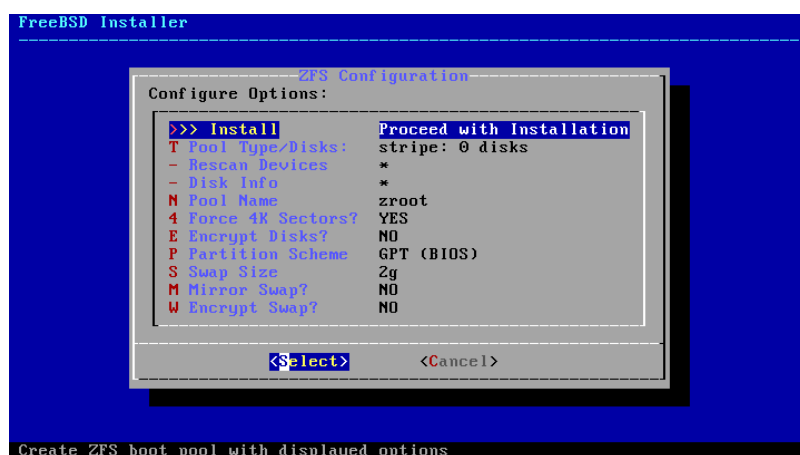 FreeBSD Installer
ZFS Configuration
Configure Options:
>>> Install Proceed with Installation
T Pool Type/Disks: stripe: 0 disks
- Rescan Devices *
- Disk Info *
N Pool Name zroot
4 Force 4K Sectors? YES
E Encrypt Disks? NO
P Partition Scheme GPT (BIOS)
S Swap Size 2g
M Mirror Swap? NO
W Encrypt Swap? NO
<Select> <Cancel>
Create ZFS boot pool with displayed options